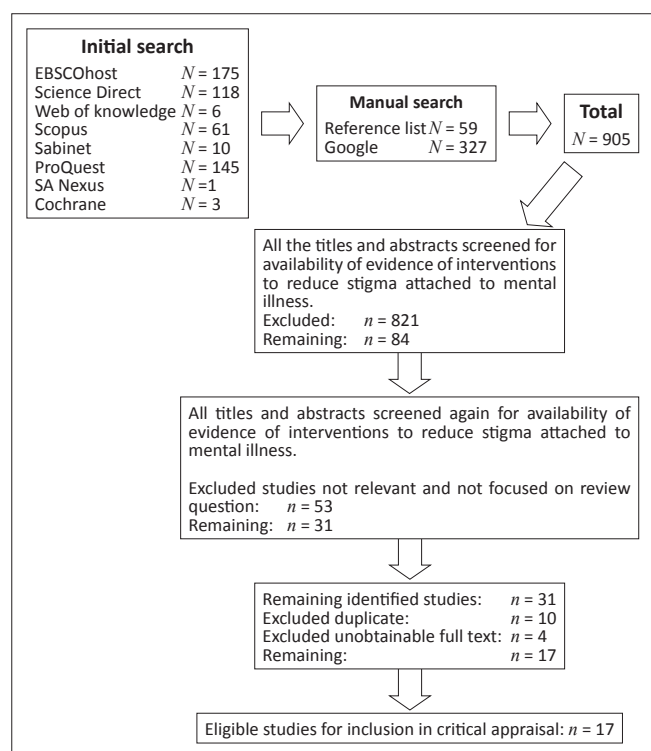 Initial search
EBSCOhost N = 175
Science Direct N = 118
Web of knowledge N = 6
Scopus N = 61
Sabinet N = 10
ProQuest N = 145
SA Nexus N =1
Cochrane N = 3
Manual search
Reference list N = 59
Google N = 327
Total
N = 905
All the titles and abstracts screened for
availability of evidence of interventions
to reduce stigma attached to mental
illness.
Excluded: n = 821
Remaining: n = 84
All titles and abstracts screened again for availability of
evidence of interventions to reduce stigma attached to
mental illness.
Excluded studies not relevant and not focused on review
question: n = 53
Remaining: n = 31
Remaining identified studies: n = 31
Excluded duplicate: n = 10
Excluded unobtainable full text: n = 4
Remaining: n = 17
Eligible studies for inclusion in critical appraisal: n = 17